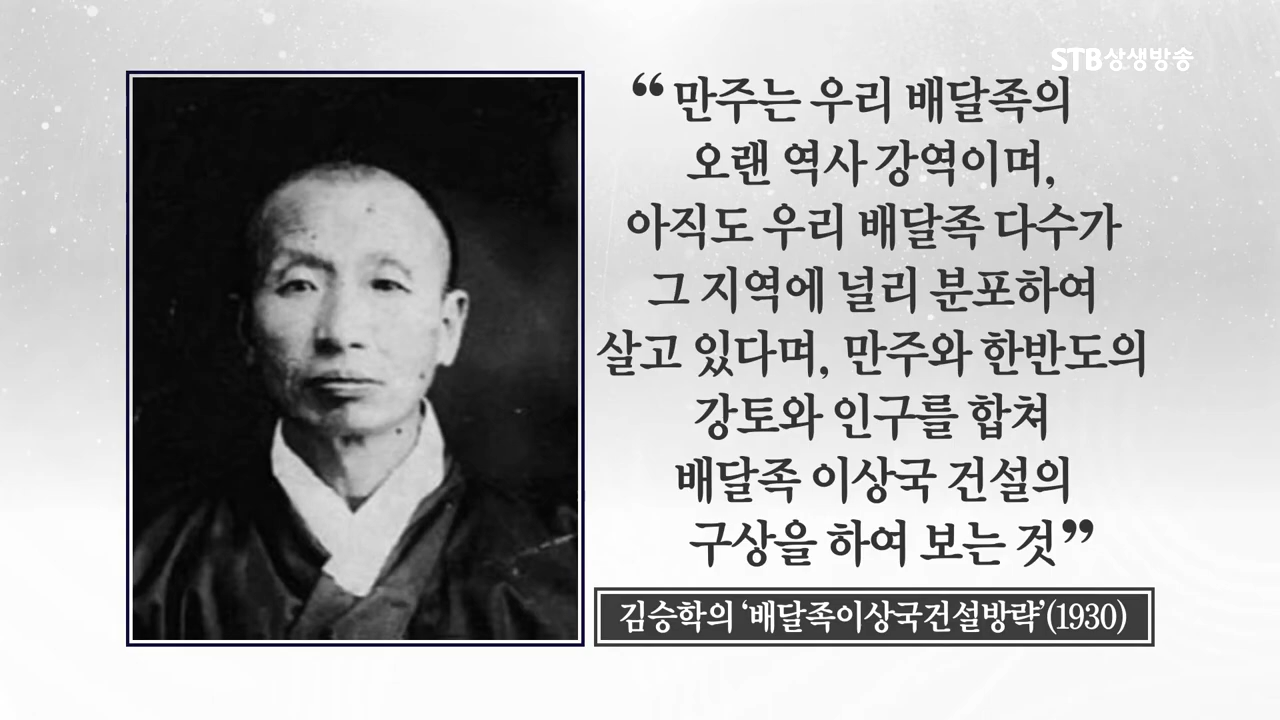 STB상생방송
“만주는 우리 배달족의
오랜 역사 강역이며,
아직도 우리 배달족 다수가
그 지역에 널리 분포하여
살고 있다며, 만주와 한반도의
강토와 인구를 합쳐
배달족 이상국 건설의
구상을 하여 보는 것”
김승학의 ‘배달족이상국건설방략’(1930)